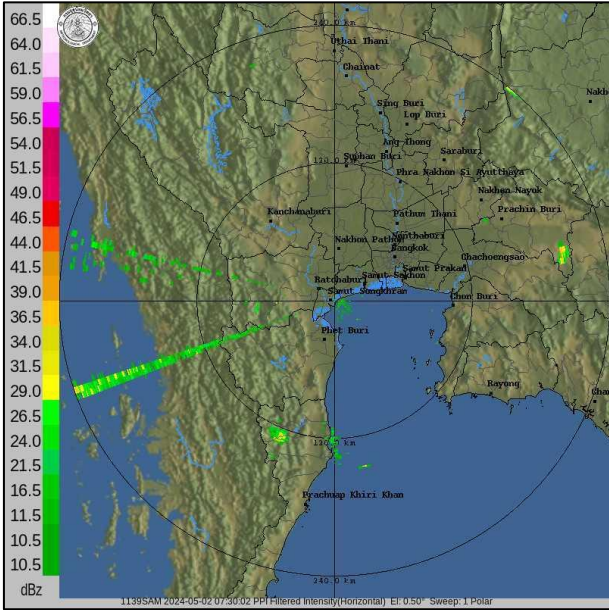 66.5
64.0
61.5
59.0
56.5
54.0
51.5
49.0
46.5
44.0
41.5
39.0
36.5
34.0
31.5
29.0
26.5
24.0
21.5
16.5
11.5
10.5
10.5
dBz
240.0 km
Uthai Thani
Chainat
Nakh
Sing Buri
Lop Buri
Ang Thong
Saraburi
120.0 km
Suphan Buri
Phra Nakhon Si Ayutthaya
Nakhon Nayok
Kanchanaburi
Pathum Thani
Prachin Buri
Nonthaburi
Nakhon Pathom
Bangkok
Chachoengsao
Samut Prakan
Ratchaburi
Samut Sakhon
Samut Songkhram
Chon Buri
Phet Buri
Rayong
Chan
120.0 km
Prachuap Khiri Khan
240.0 km
1139SAM 2024-05-02 07:30:02 PPI Filtered Intensity(Horizontal) El: 0.50° Sweep: 1 Polar